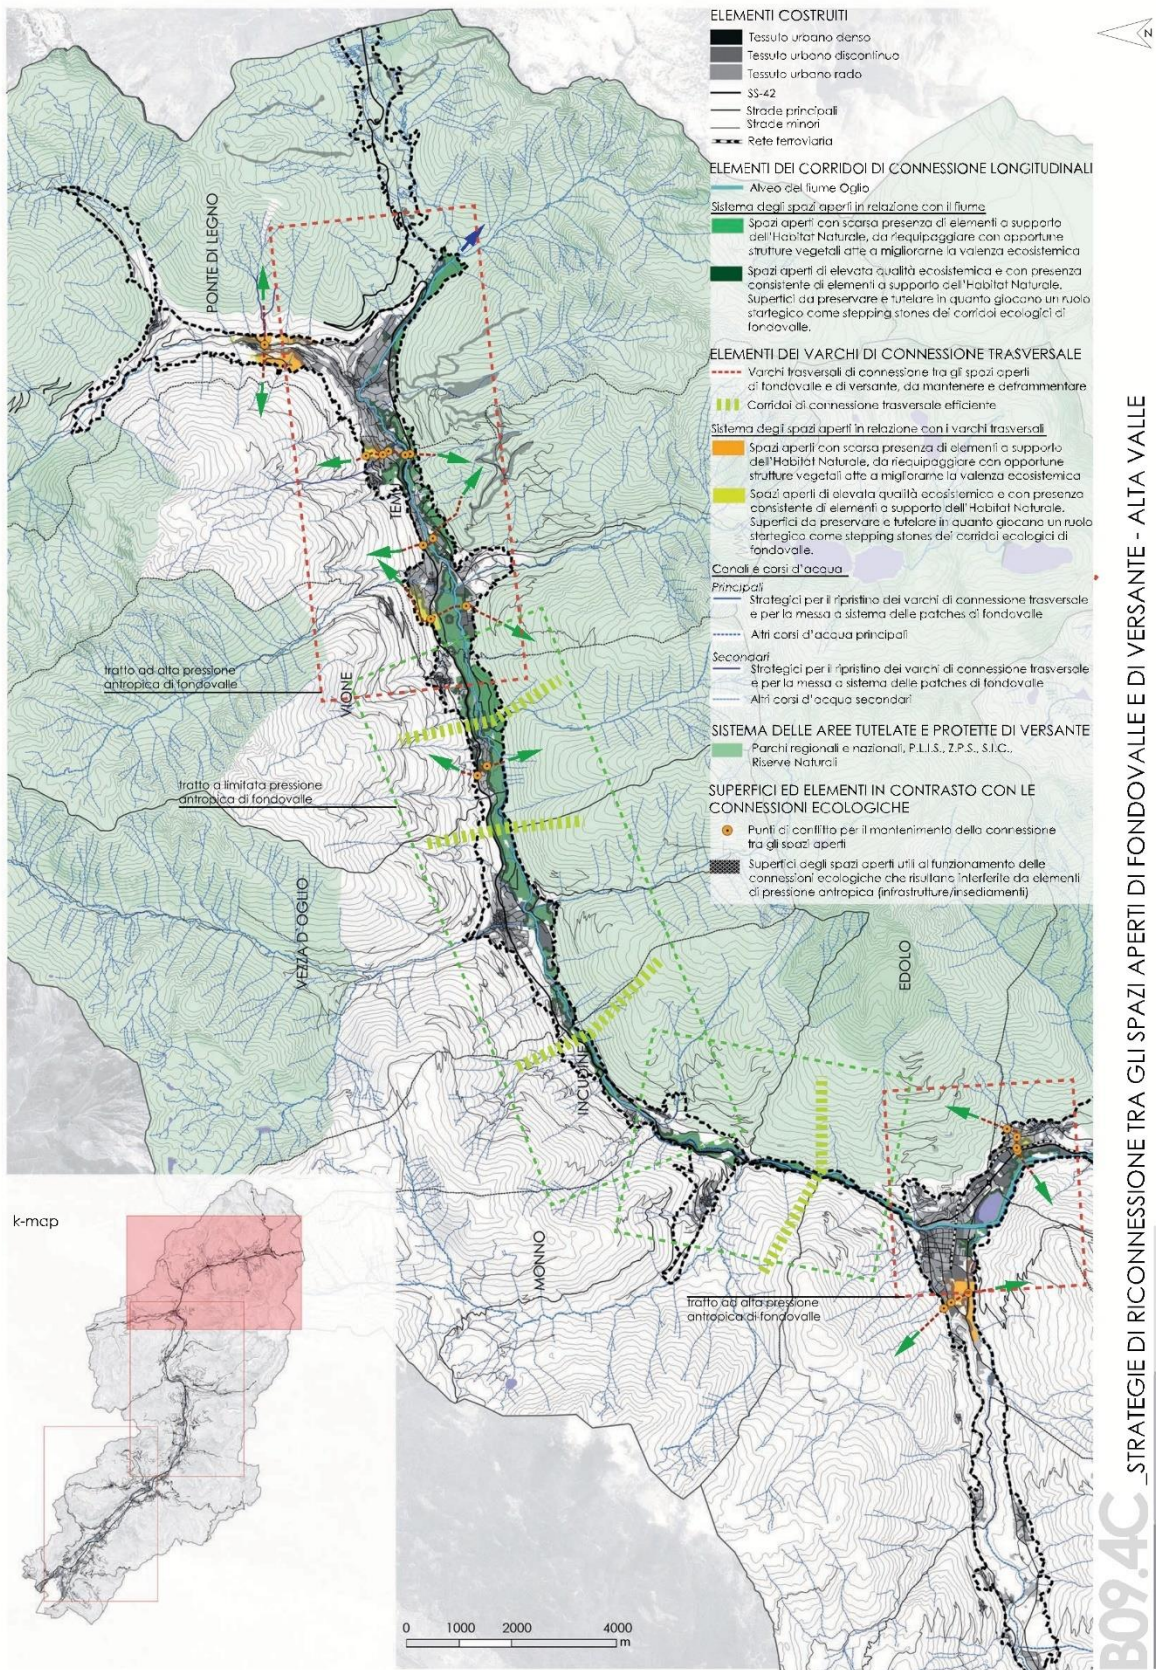 ELEMENTI COSTRUITI
Tessuto urbano denso
Tessuto urbano discontinuo
Tessuto urbano rado
SS-42
Strade principali
Strade minori
Rete ferroviaria
ELEMENTI DEI CORRIDOI DI CONNESSIONE LONGITUDINALI
Alveo del fiume Oglio
Sistema degli spazi aperti in relazione con il fiume
Spazi aperti con scarsa presenza di elementi a supporto
dell'Habitat Naturale, da riequipaggiare con opportune
strutture vegetali atte a migliorarne la valenza ecosistemica
Spazi aperti di elevata qualità ecosistemica e con presenza
consistente di elementi a supporto dell'Habitat Naturale.
Superfici da preservare e tutelare in quanto giocano un ruolo
startegico come stepping stones dei corridoi ecologici di
fondovalle.
ELEMENTI DEI VARCHI DI CONNESSIONE TRASVERSALE
Varchi trasversali di connessione tra gli spazi aperti
di fondovalle e di versante, da mantenere e deframmentare
Corridoi di connessione trasversale efficiente
Sistema degli spazi aperti in relazione con i varchi trasversali
Spazi aperti con scarsa presenza di elementi a supporto
dell'Habitat Naturale, da riequipaggiare con opportune
strutture vegetali atte a migliorarne la valenza ecosistemica
Spazi aperti di elevata qualità ecosistemica e con presenza
consistente di elementi a supporto dell'Habitat Naturale.
Superfici da preservare e tutelare in quanto giocano un ruolo
startegico come stepping stones dei corridoi ecologici di
fondovalle.
Canali e corsi d'acqua
Principali
Strategici per il ripristino dei varchi di connessione trasversale
e per la messa a sistema delle patches di fondovalle
Altri corsi d'acqua principali
Secondari
Strategici per il ripristino dei varchi di connessione trasversale
e per la messa a sistema delle patches di fondovalle
Altri corsi d'acqua secondari
SISTEMA DELLE AREE TUTELATE E PROTETTE DI VERSANTE
Parchi regionali e nazionali, P.L.I.S., Z.P.S., S.I.C.,
Riserve Naturali
SUPERFICI ED ELEMENTI IN CONTRASTO CON LE
CONNESSIONI ECOLOGICHE
Punti di conflitto per il mantenimento della connessione
tra gli spazi aperti
Superfici degli spazi aperti utili al funzionamento delle
connessioni ecologiche che risultano interferite da elementi
di pressione antropica (infrastrutture/insediamenti)
N
PONTE DI LEGNO
TEM
VIONE
VEZZA D'OGLIO
INCUDINE
MONNO
EDOLO
tratto ad alta pressione
antropica di fondovalle
tratto a limitata pressione
antropica di fondovalle
tratto ad alta pressione
antropica di fondovalle
k-map
0 1000 2000 4000
m
B09.4C _STRATEGIE DI RICONNESSIONE TRA GLI SPAZI APERTI DI FONDOVALLE E DI VERSANTE - ALTA VALLE